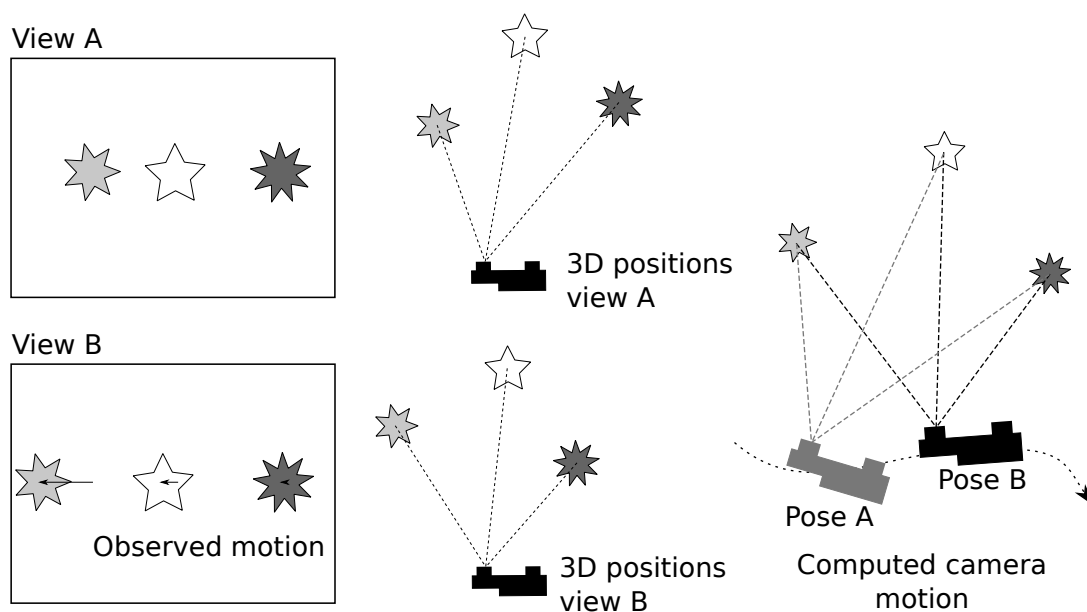 View A
3D positions
view A
View B
Observed motion
3D positions
view B
Pose A
Pose B
Computed camera
motion